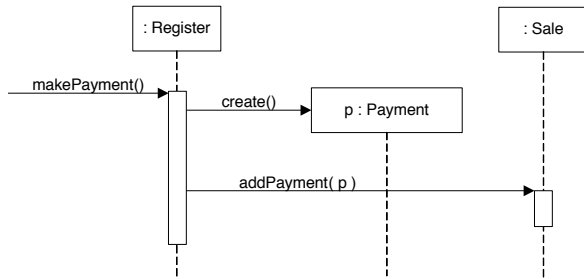 : Register
: Sale
makePayment()
create()
p : Payment
addPayment( p )